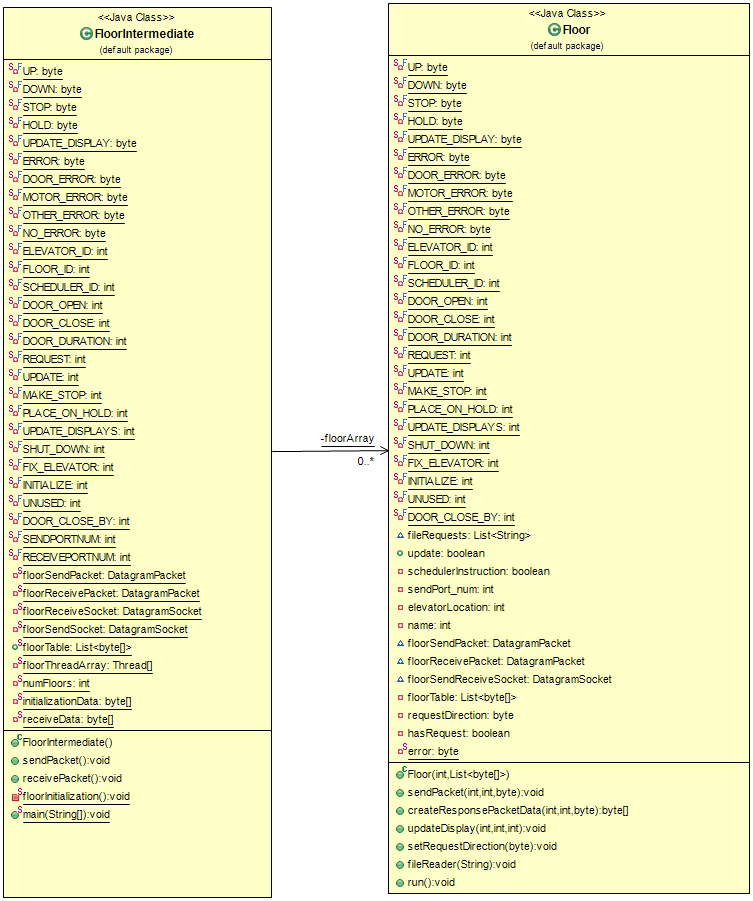 <<Java Class>>
FloorIntermediate
(default package)
UP: byte
DOWN: byte
STOP: byte
HOLD: byte
UPDATE_DISPLAY: byte
ERROR: byte
DOOR_ERROR: byte
MOTOR_ERROR: byte
OTHER_ERROR: byte
NO_ERROR: byte
ELEVATOR_ID: int
FLOOR_ID: int
SCHEDULER_ID: int
DOOR_OPEN: int
DOOR_CLOSE: int
DOOR_DURATION: int
REQUEST: int
UPDATE: int
MAKE_STOP: int
PLACE_ON_HOLD: int
UPDATE_DISPLAYS: int
SHUT_DOWN: int
FIX_ELEVATOR: int
INITIALIZE: int
UNUSED: int
DOOR_CLOSE_BY: int
SENDPORTNUM: int
RECEIVEPORTNUM: int
floorSendPacket: DatagramPacket
floorReceivePacket: DatagramPacket
floorReceiveSocket: DatagramSocket
floorSendSocket: DatagramSocket
floorTable: List<byte[]>
floorThreadArray: Thread[]
numFloors: int
initializationData: byte[]
receiveData: byte[]
FloorIntermediate()
sendPacket():void
receivePacket():void
floorInitialization():void
main(String[]):void
-floorArray
0..*
<<Java Class>>
Floor
(default package)
UP: byte
DOWN: byte
STOP: byte
HOLD: byte
UPDATE_DISPLAY: byte
ERROR: byte
DOOR_ERROR: byte
MOTOR_ERROR: byte
OTHER_ERROR: byte
NO_ERROR: byte
ELEVATOR_ID: int
FLOOR_ID: int
SCHEDULER_ID: int
DOOR_OPEN: int
DOOR_CLOSE: int
DOOR_DURATION: int
REQUEST: int
UPDATE: int
MAKE_STOP: int
PLACE_ON_HOLD: int
UPDATE_DISPLAYS: int
SHUT_DOWN: int
FIX_ELEVATOR: int
INITIALIZE: int
UNUSED: int
DOOR_CLOSE_BY: int
fileRequests: List<String>
update: boolean
schedulerInstruction: boolean
sendPort_num: int
elevatorLocation: int
name: int
floorSendPacket: DatagramPacket
floorReceivePacket: DatagramPacket
floorSendReceiveSocket: DatagramSocket
floorTable: List<byte[]>
requestDirection: byte
hasRequest: boolean
error: byte
Floor(int,List<byte[]>)
sendPacket(int,int,byte):void
createResponsePacketData(int,int,byte):byte[]
updateDisplay(int,int,int):void
setRequestDirection(byte):void
fileReader(String):void
run():void